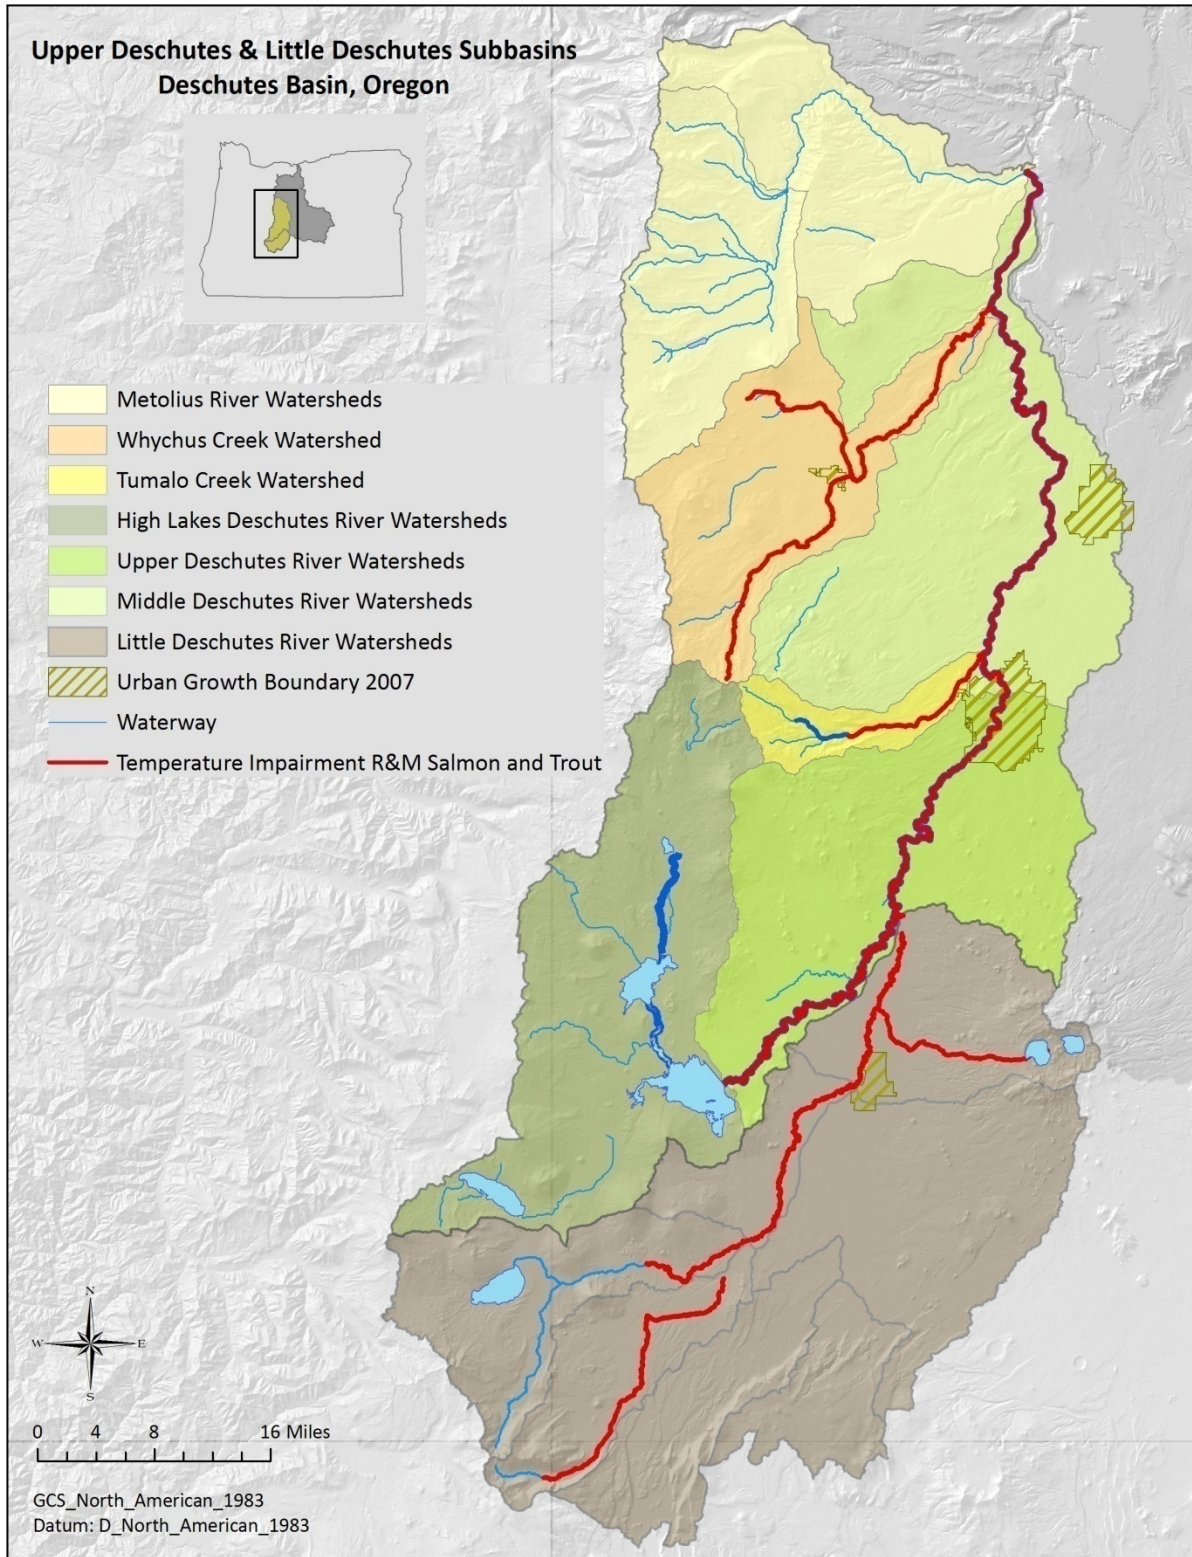 Upper Deschutes & Little Deschutes Subbasins
Deschutes Basin, Oregon
Metolius River Watersheds
Whychus Creek Watershed
Tumalo Creek Watershed
High Lakes Deschutes River Watersheds
Upper Deschutes River Watersheds
Middle Deschutes River Watersheds
Little Deschutes River Watersheds
Urban Growth Boundary 2007
Waterway
Temperature Impairment R&M Salmon and Trout
N
W E
S
0 4 8 16 Miles
GCS_North_American_1983
Datum: D_North_American_1983